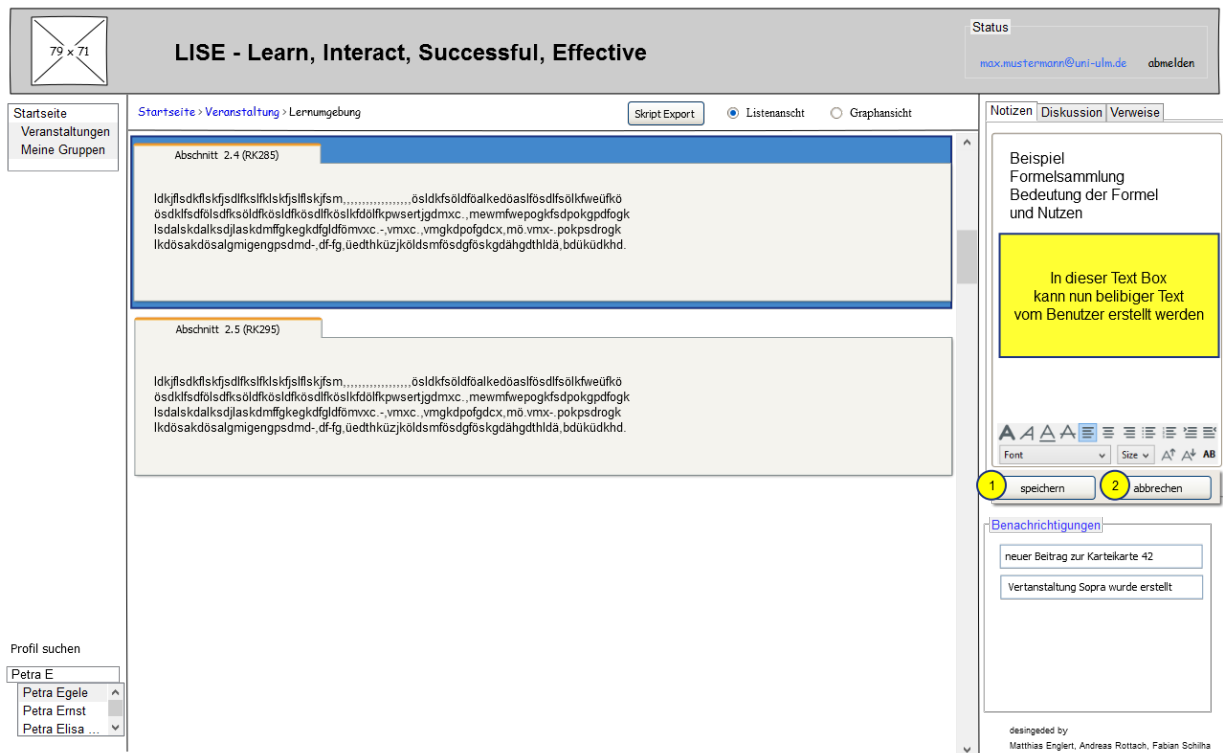 79 x 71
LISE - Learn, Interact, Successful, Effective
Status
max.mustermann@uni-ulm.de abmelden
Startseite
Veranstaltungen
Meine Gruppen
Startseite > Veranstaltung > Lernumgebung
Skript Export
Listenanscht
Graphansicht
Abschnitt 2.4 (RK285)
ldkjflsdkflskfjsdlfkslfklskfjslflskjfsm,,,,,,,,,,,,,,,,,,,ösldkfsöldföalkedöaslfösdlfsölkfweüfkö
ösdklfsdfölsdfksöldfkösldfkösdlfköslkfdölfkpwsertjgdmxc.,mewmfwepogkfsdpokgpdfogk
lsdalskdalksdjlaskdmffgkegkdfgldfömvxc.-,vmxc.,vmgkdpofgdcx,mö.vmx-.pokpsdrogk
lkdösakdösalgmigengpsdmd-,df-fg,üedthküzjköldsmfösdgföskgdähgdthldä,bdükü​dkhd.
Abschnitt 2.5 (RK295)
ldkjflsdkflskfjsdlfkslfklskfjslflskjfsm,,,,,,,,,,,,,,,,,,,ösldkfsöldföalkedöaslfösdlfsölkfweüfkö
ösdklfsdfölsdfksöldfkösldfkösdlfköslkfdölfkpwsertjgdmxc.,mewmfwepogkfsdpokgpdfogk
lsdalskdalksdjlaskdmffgkegkdfgldfömvxc.-,vmxc.,vmgkdpofgdcx,mö.vmx-.pokpsdrogk
lkdösakdösalgmigengpsdmd-,df-fg,üedthküzjköldsmfösdgföskgdähgdthldä,bdüküdkhd.
Notizen Diskussion Verweise
Beispiel
Formelsammlung
Bedeutung der Formel
und Nutzen
In dieser Text Box
kann nun belibiger Text
vom Benutzer erstellt werden
A A A A
Font Size A A AB
1 speichern 2 abbrechen
Benachrichtigungen
neuer Beitrag zur Karteikarte 42
Vertanstaltung Sopra wurde erstellt
Profil suchen
Petra E
Petra Egele
Petra Ernst
Petra Elisa ...
desingeded by
Matthias Englert, Andreas Rottach, Fabian Schilha